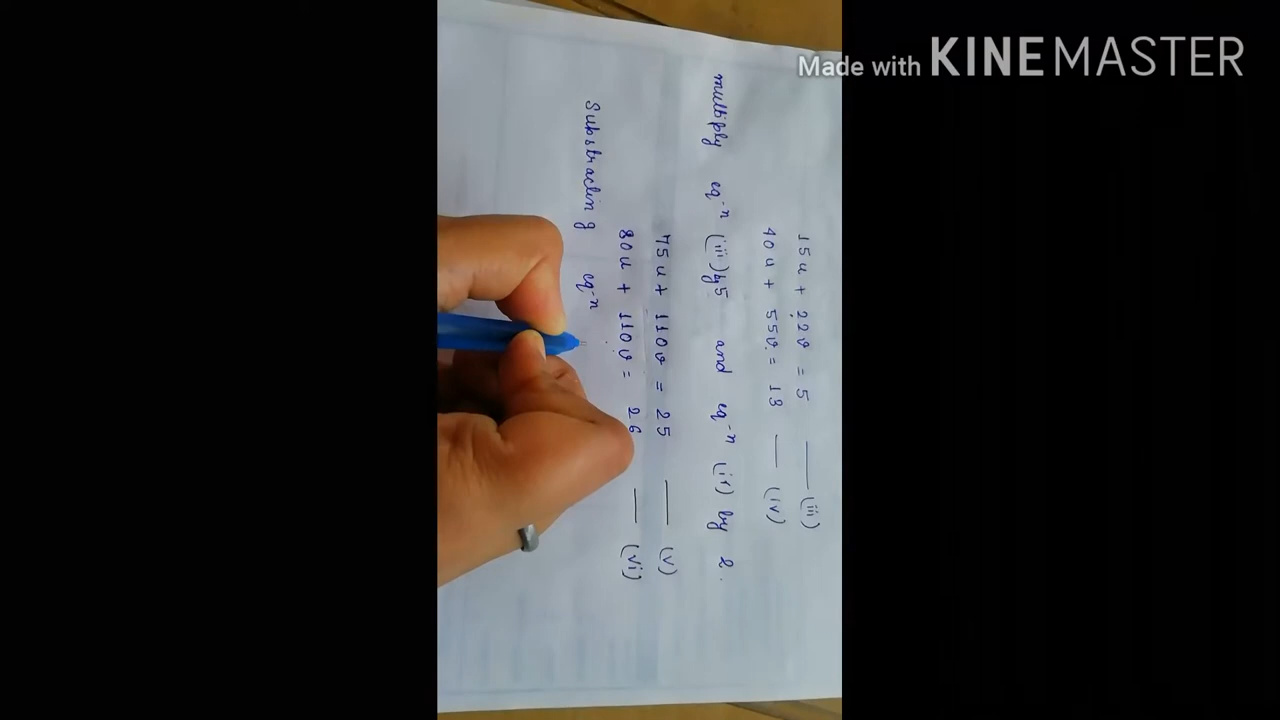 Made with KINEMASTER
15u + 22v = 5 —— (iii)
40u + 55v = 13 — (iv)
multiply eq-n (iii) by 5 and eq-n (iv) by 2.
75u + 110v = 25 — (v)
80u + 110v = 26 — (vi)
Substracting eq-n